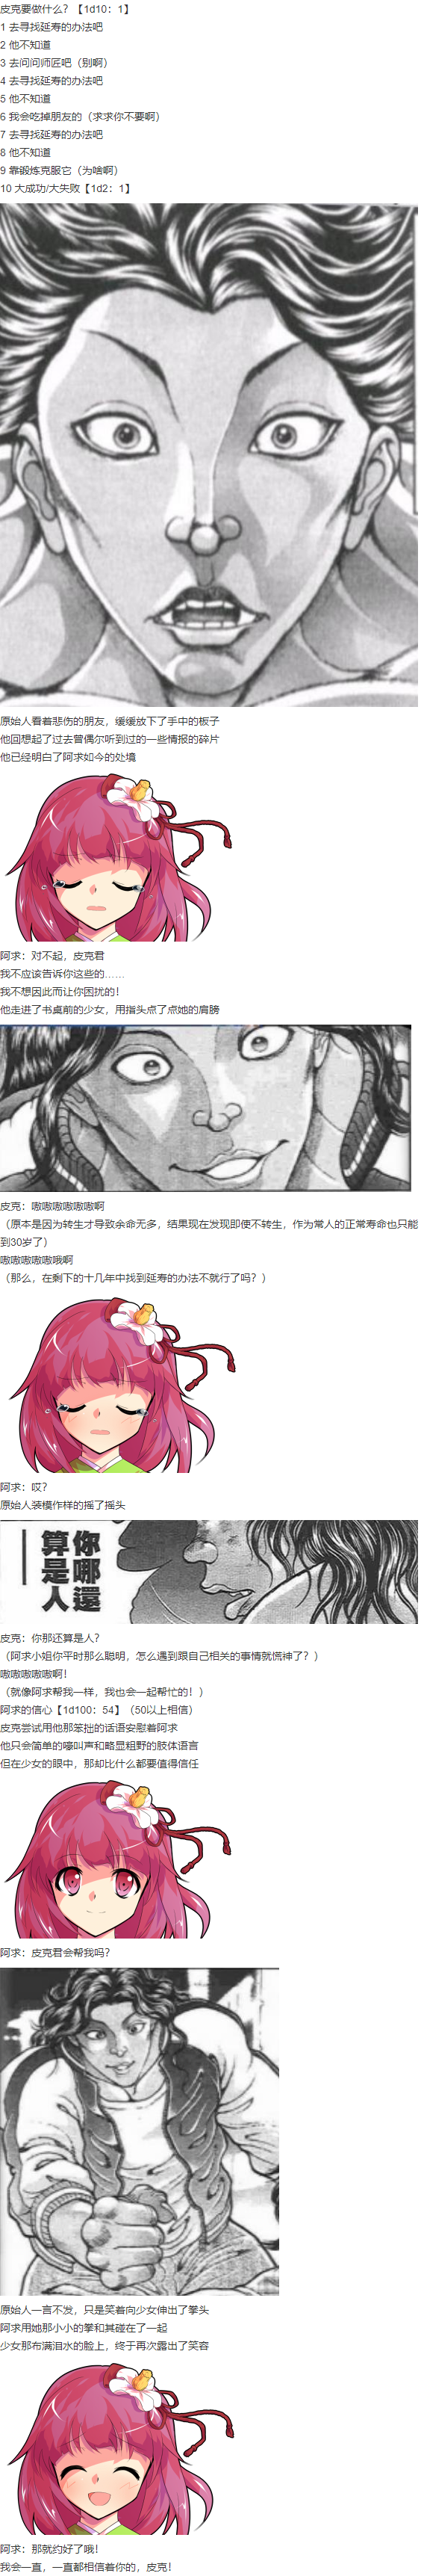 皮克要做什么？【1d10：1】
1 去寻找延寿的办法吧
2 他不知道
3 去问问师匠吧（别啊）
4 去寻找延寿的办法吧
5 他不知道
6 我会吃掉朋友的（求求你不要啊）
7 去寻找延寿的办法吧
8 他不知道
9 靠锻炼克服它（为啥啊）
10 大成功/大失败【1d2：1】
原始人看着悲伤的朋友，缓缓放下了手中的板子
他回想起了过去曾偶尔听到过的一些情报的碎片
他已经明白了阿求如今的处境
阿求：对不起，皮克君
我不应该告诉你这些的……
我不想因此而让你困扰的！
他走进了书桌前的少女，用指头点了点她的肩膀
皮克：嗷嗷嗷嗷嗷嗷啊
（原本是因为转生才导致余命无多，结果现在发现即使不转生，作为常人的正常寿命也只能
到30岁了）
嗷嗷嗷嗷嗷哦啊
（那么，在剩下的十几年中找到延寿的办法不就行了吗？）
阿求：哎？
原始人装模作样的摇了摇头
你哪還
算是人
皮克：你那还算是人？
（阿求小姐你平时那么聪明，怎么遇到跟自己相关的事情就慌神了？）
嗷嗷嗷嗷嗷啊！
（就像阿求帮我一样，我也会一起帮忙的！）
阿求的信心【1d100：54】（50以上相信）
皮克尝试用他那笨拙的话语安慰着阿求
他只会简单的嚎叫声和略显粗野的肢体语言
但在少女的眼中，那却比什么都要值得信任
阿求：皮克君会帮我吗？
原始人一言不发，只是笑着向少女伸出了拳头
阿求用她那小小的拳和其碰在了一起
少女那布满泪水的脸上，终于再次露出了笑容
阿求：那就约好了哦！
我会一直，一直都相信着你的，皮克！